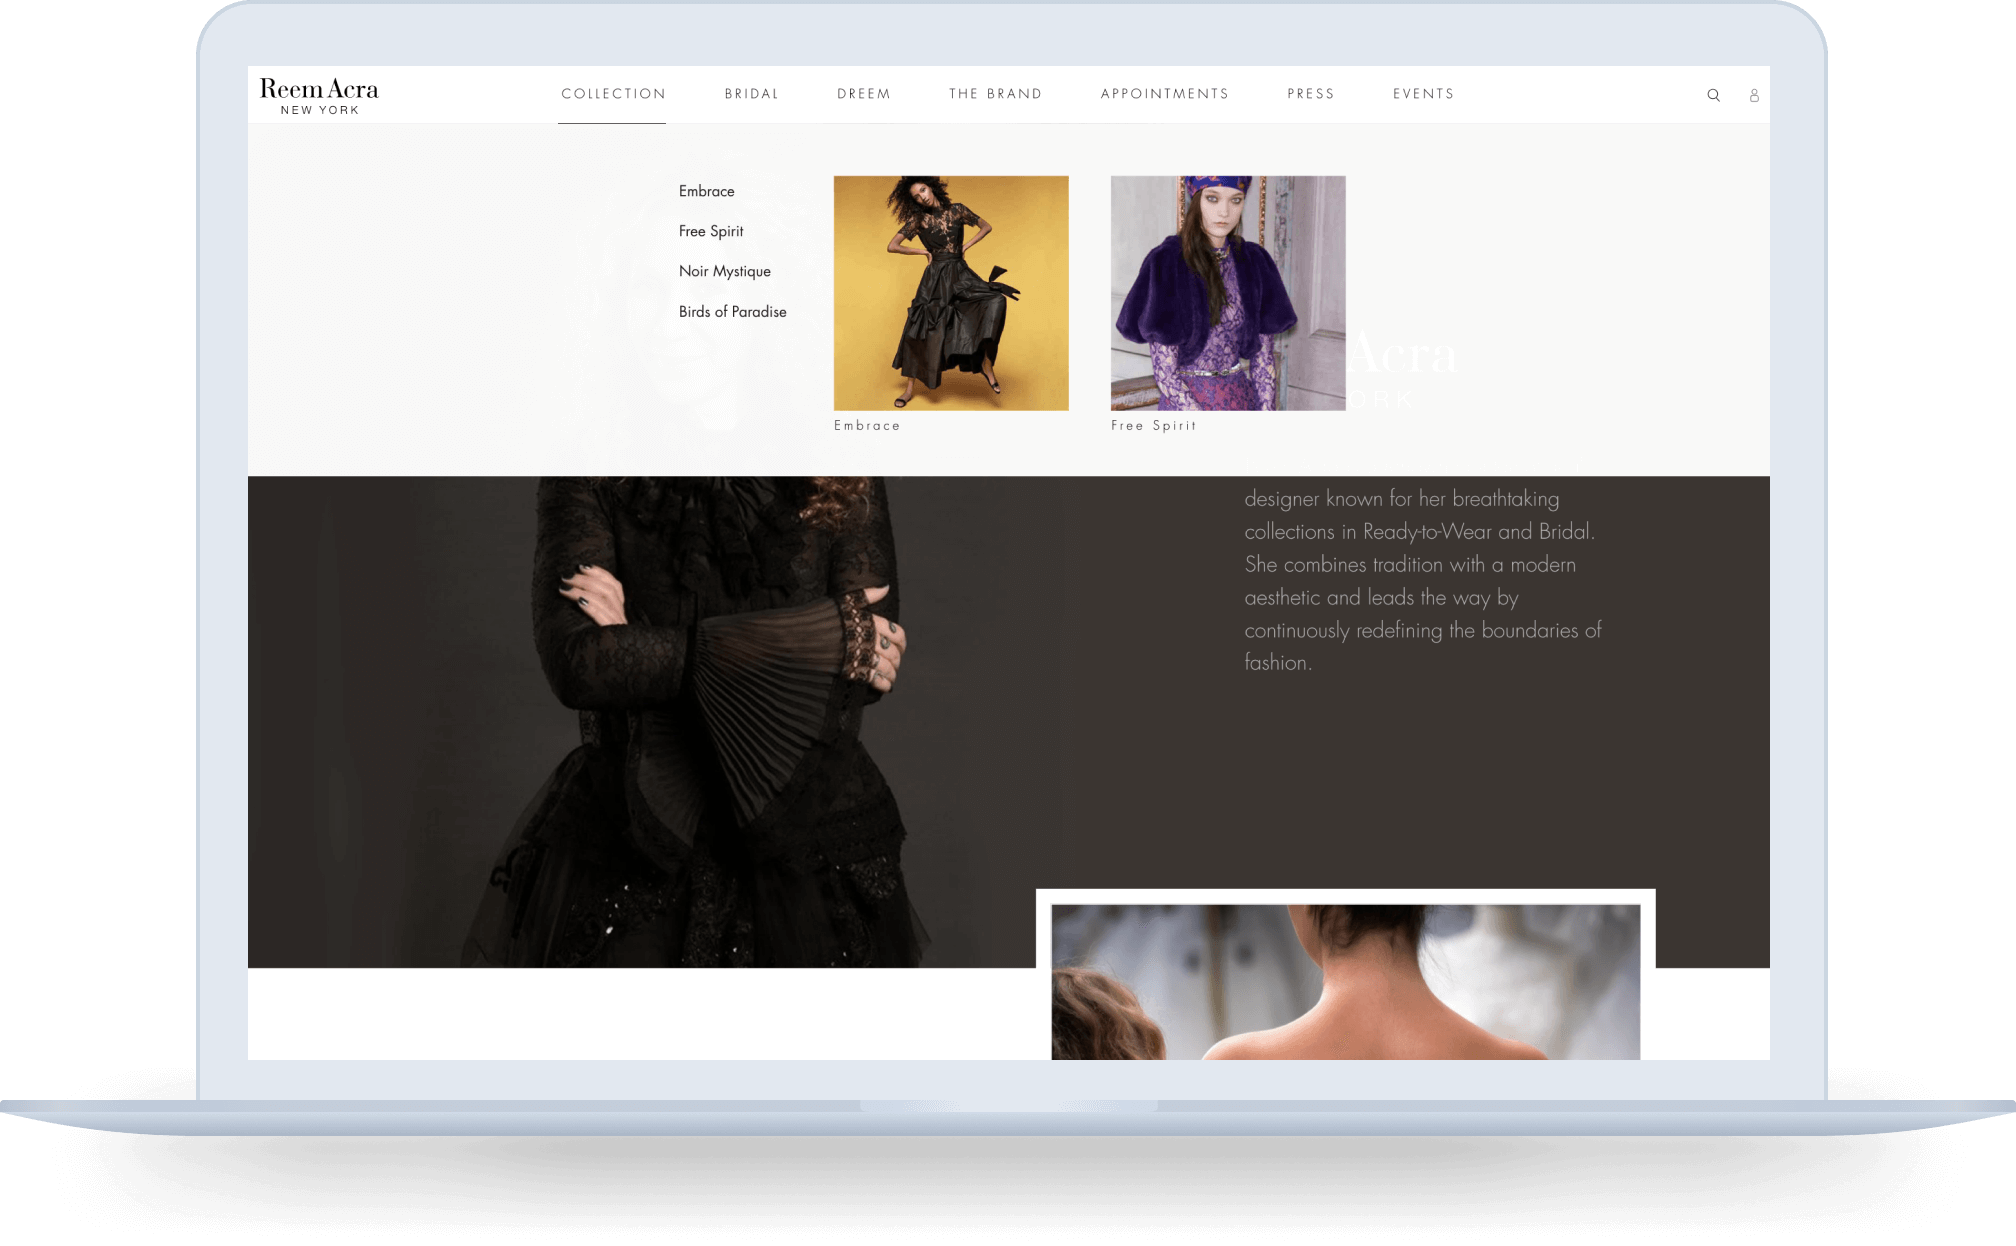 Reem Acra
NEW YORK
COLLECTION
BRIDAL
DREEM
THE BRAND
APPOINTMENTS
PRESS
EVENTS
Embrace
Free Spirit
Noir Mystique
Birds of Paradise
Embrace
Free Spirit
Acra
ORK
designer known for her breathtaking
collections in Ready-to-Wear and Bridal.
She combines tradition with a modern
aesthetic and leads the way by
continuously redefining the boundaries of
fashion.